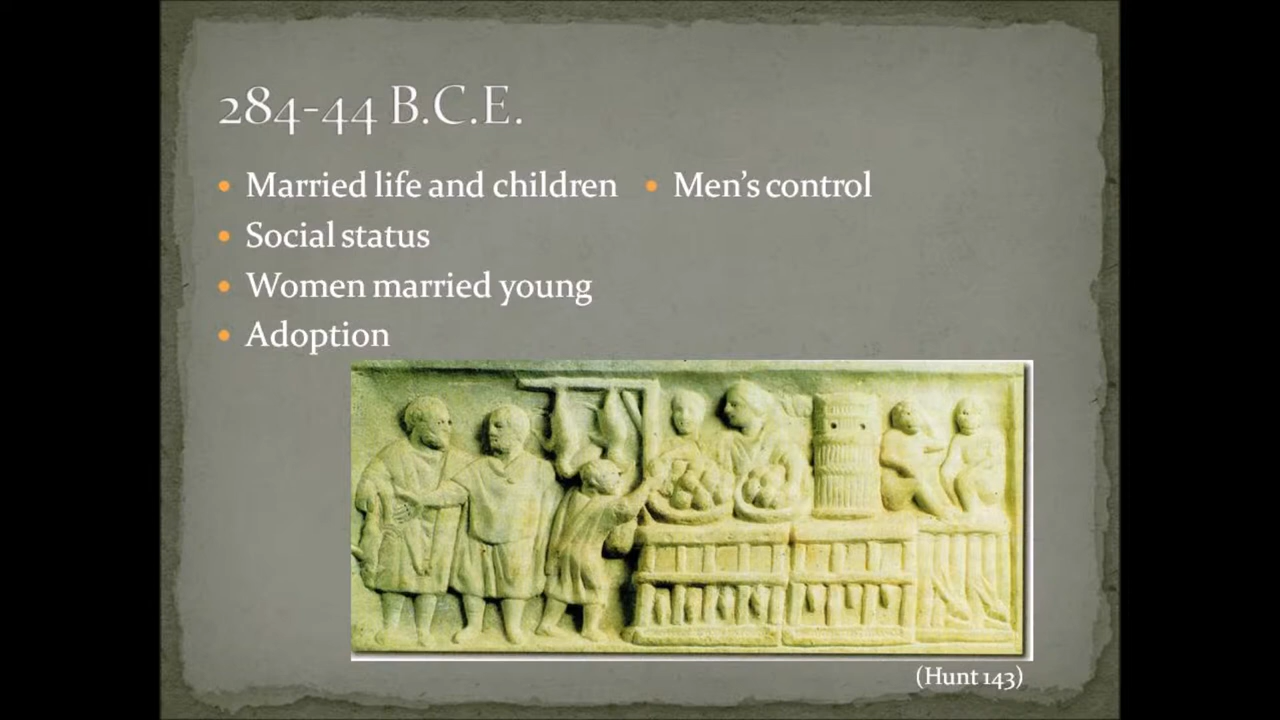 284-44 B.C.E.
• Married life and children • Men's control
• Social status
• Women married young
• Adoption
(Hunt 143)